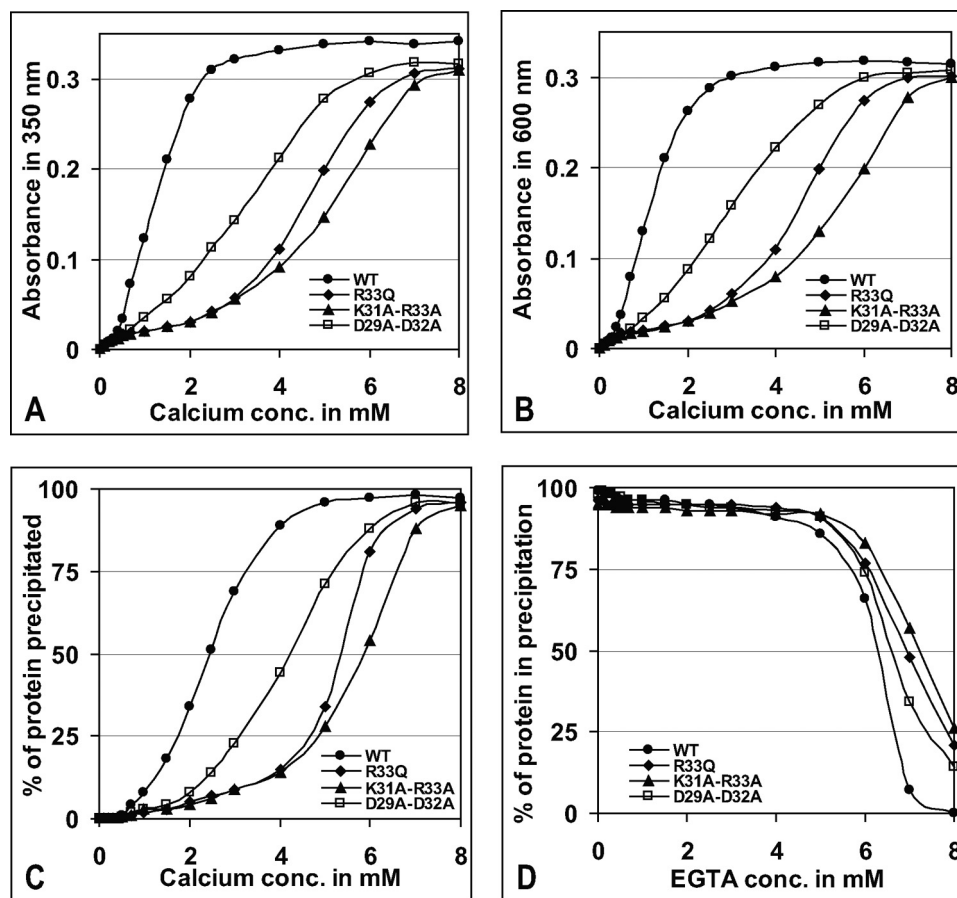 Absorbance in 350 nm
0.3
0.2
0.1
0
WT
R33Q
K31A-R33A
D29A-D32A
0 2 4 6 8
A
Calcium conc. in mM
Absorbance in 600 nm
0.3
0.2
0.1
0
WT
R33Q
K31A-R33A
D29A-D32A
0 2 4 6 8
B
Calcium conc. in mM
% of protein precipitated
100
75
50
25
0
WT
R33Q
K31A-R33A
D29A-D32A
0 2 4 6 8
C
Calcium conc. in mM
% of protein in precipitation
100
75
50
25
0
WT
R33Q
K31A-R33A
D29A-D32A
0 2 4 6 8
D
EGTA conc. in mM